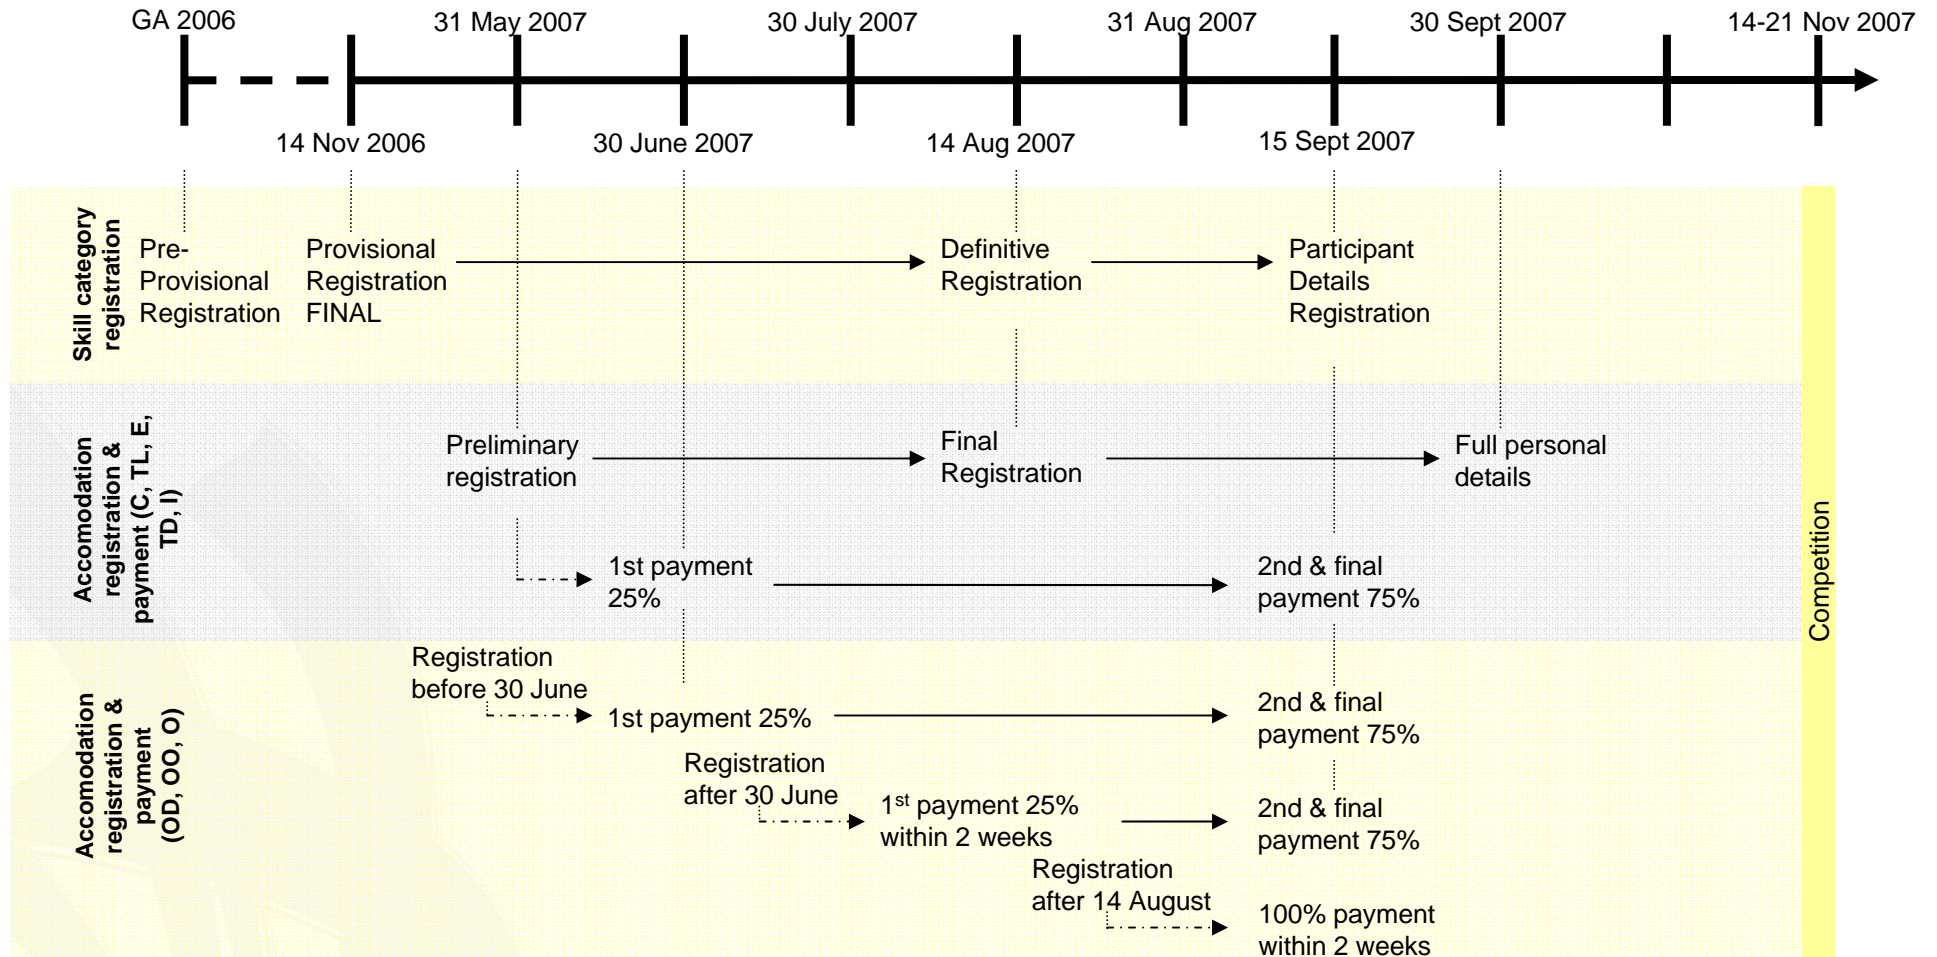 GA 2006
31 May 2007
30 July 2007
31 Aug 2007
30 Sept 2007
14-21 Nov 2007
14 Nov 2006
30 June 2007
14 Aug 2007
15 Sept 2007
Skill category
registration
Pre-
Provisional
Registration
Provisional
Registration
FINAL
Definitive
Registration
Participant
Details
Registration
Accomodation
registration &
payment (C, TL, E,
TD, I)
Preliminary
registration
Final
Registration
Full personal
details
1st payment
25%
2nd & final
payment 75%
Competition
Accomodation
registration &
payment
(OD, OO, O)
Registration
before 30 June
1st payment 25%
2nd & final
payment 75%
Registration
after 30 June
1st payment 25%
within 2 weeks
2nd & final
payment 75%
Registration
after 14 August
100% payment
within 2 weeks